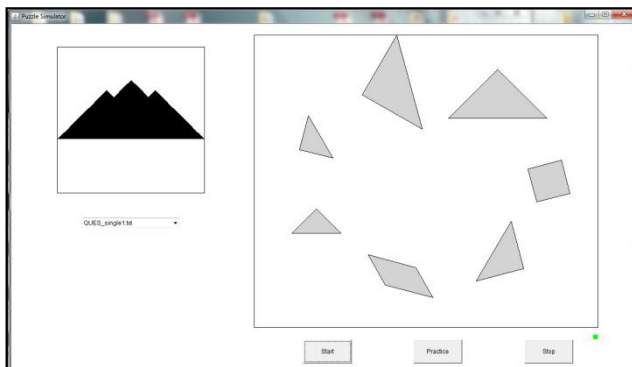 Puzzle Simulator
QUES_single1.txt
Start
Practice
Stop